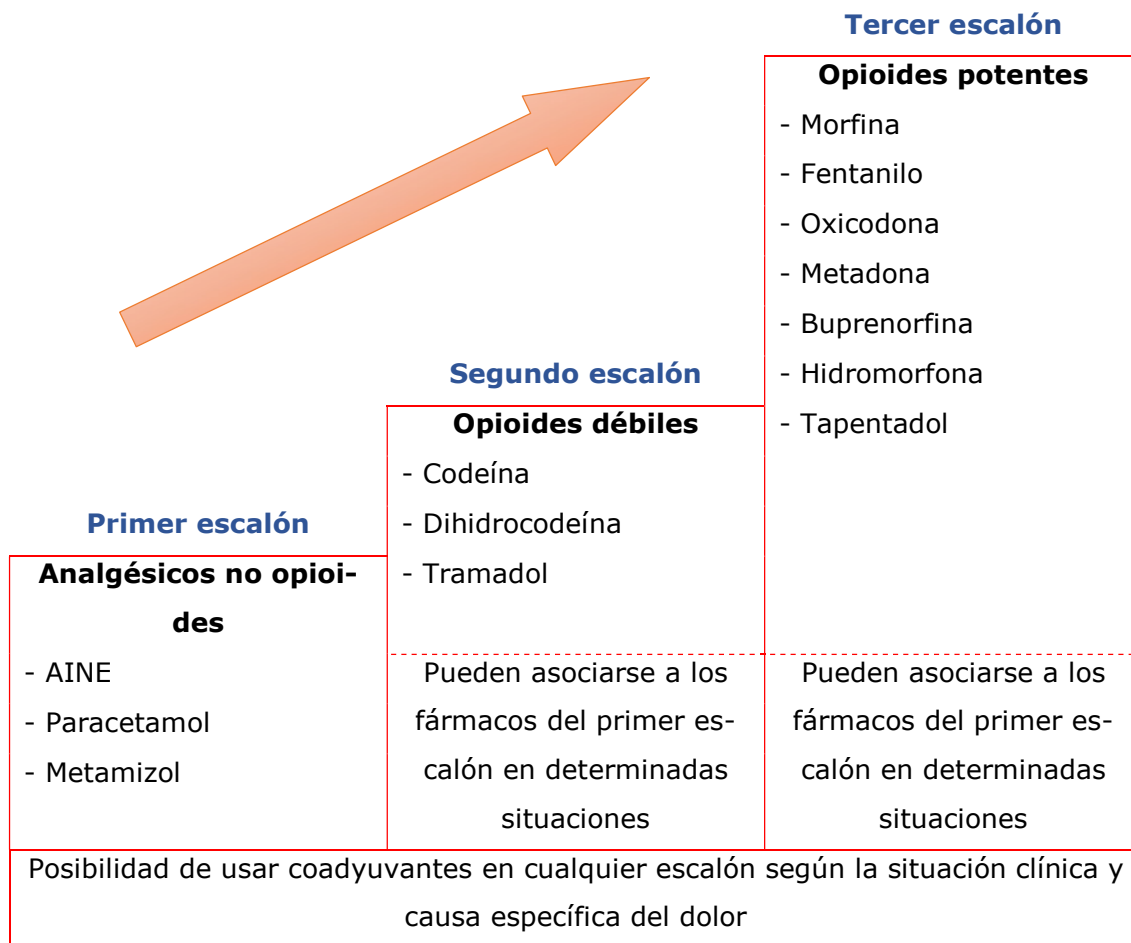 Tercer escalón
Opioides potentes
- Morfina
- Fentanilo
- Oxicodona
- Metadona
- Buprenorfina
- Hidromorfona
- Tapentadol
Pueden asociarse a los
fármacos del primer es-
calón en determinadas
situaciones
Segundo escalón
Opioides débiles
- Codeína
- Dihidrocodeína
- Tramadol
Pueden asociarse a los
fármacos del primer es-
calón en determinadas
situaciones
Primer escalón
Analgésicos no opioi-
des
- AINE
- Paracetamol
- Metamizol
Posibilidad de usar coadyuvantes en cualquier escalón según la situación clínica y
causa específica del dolor